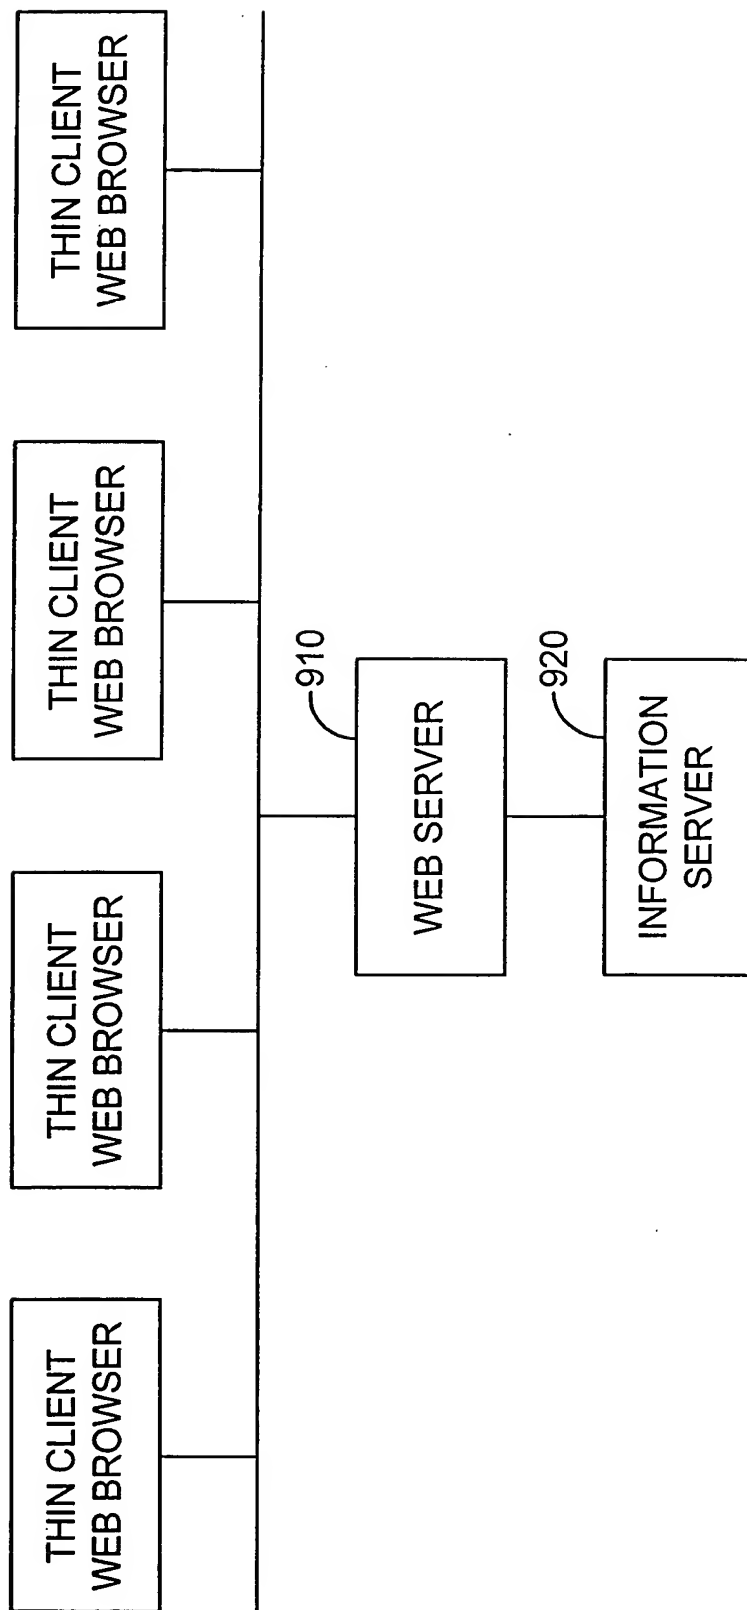 THIN CLIENT
WEB BROWSER
THIN CLIENT
WEB BROWSER
THIN CLIENT
WEB BROWSER
THIN CLIENT
WEB BROWSER
910
WEB SERVER
920
INFORMATION
SERVER